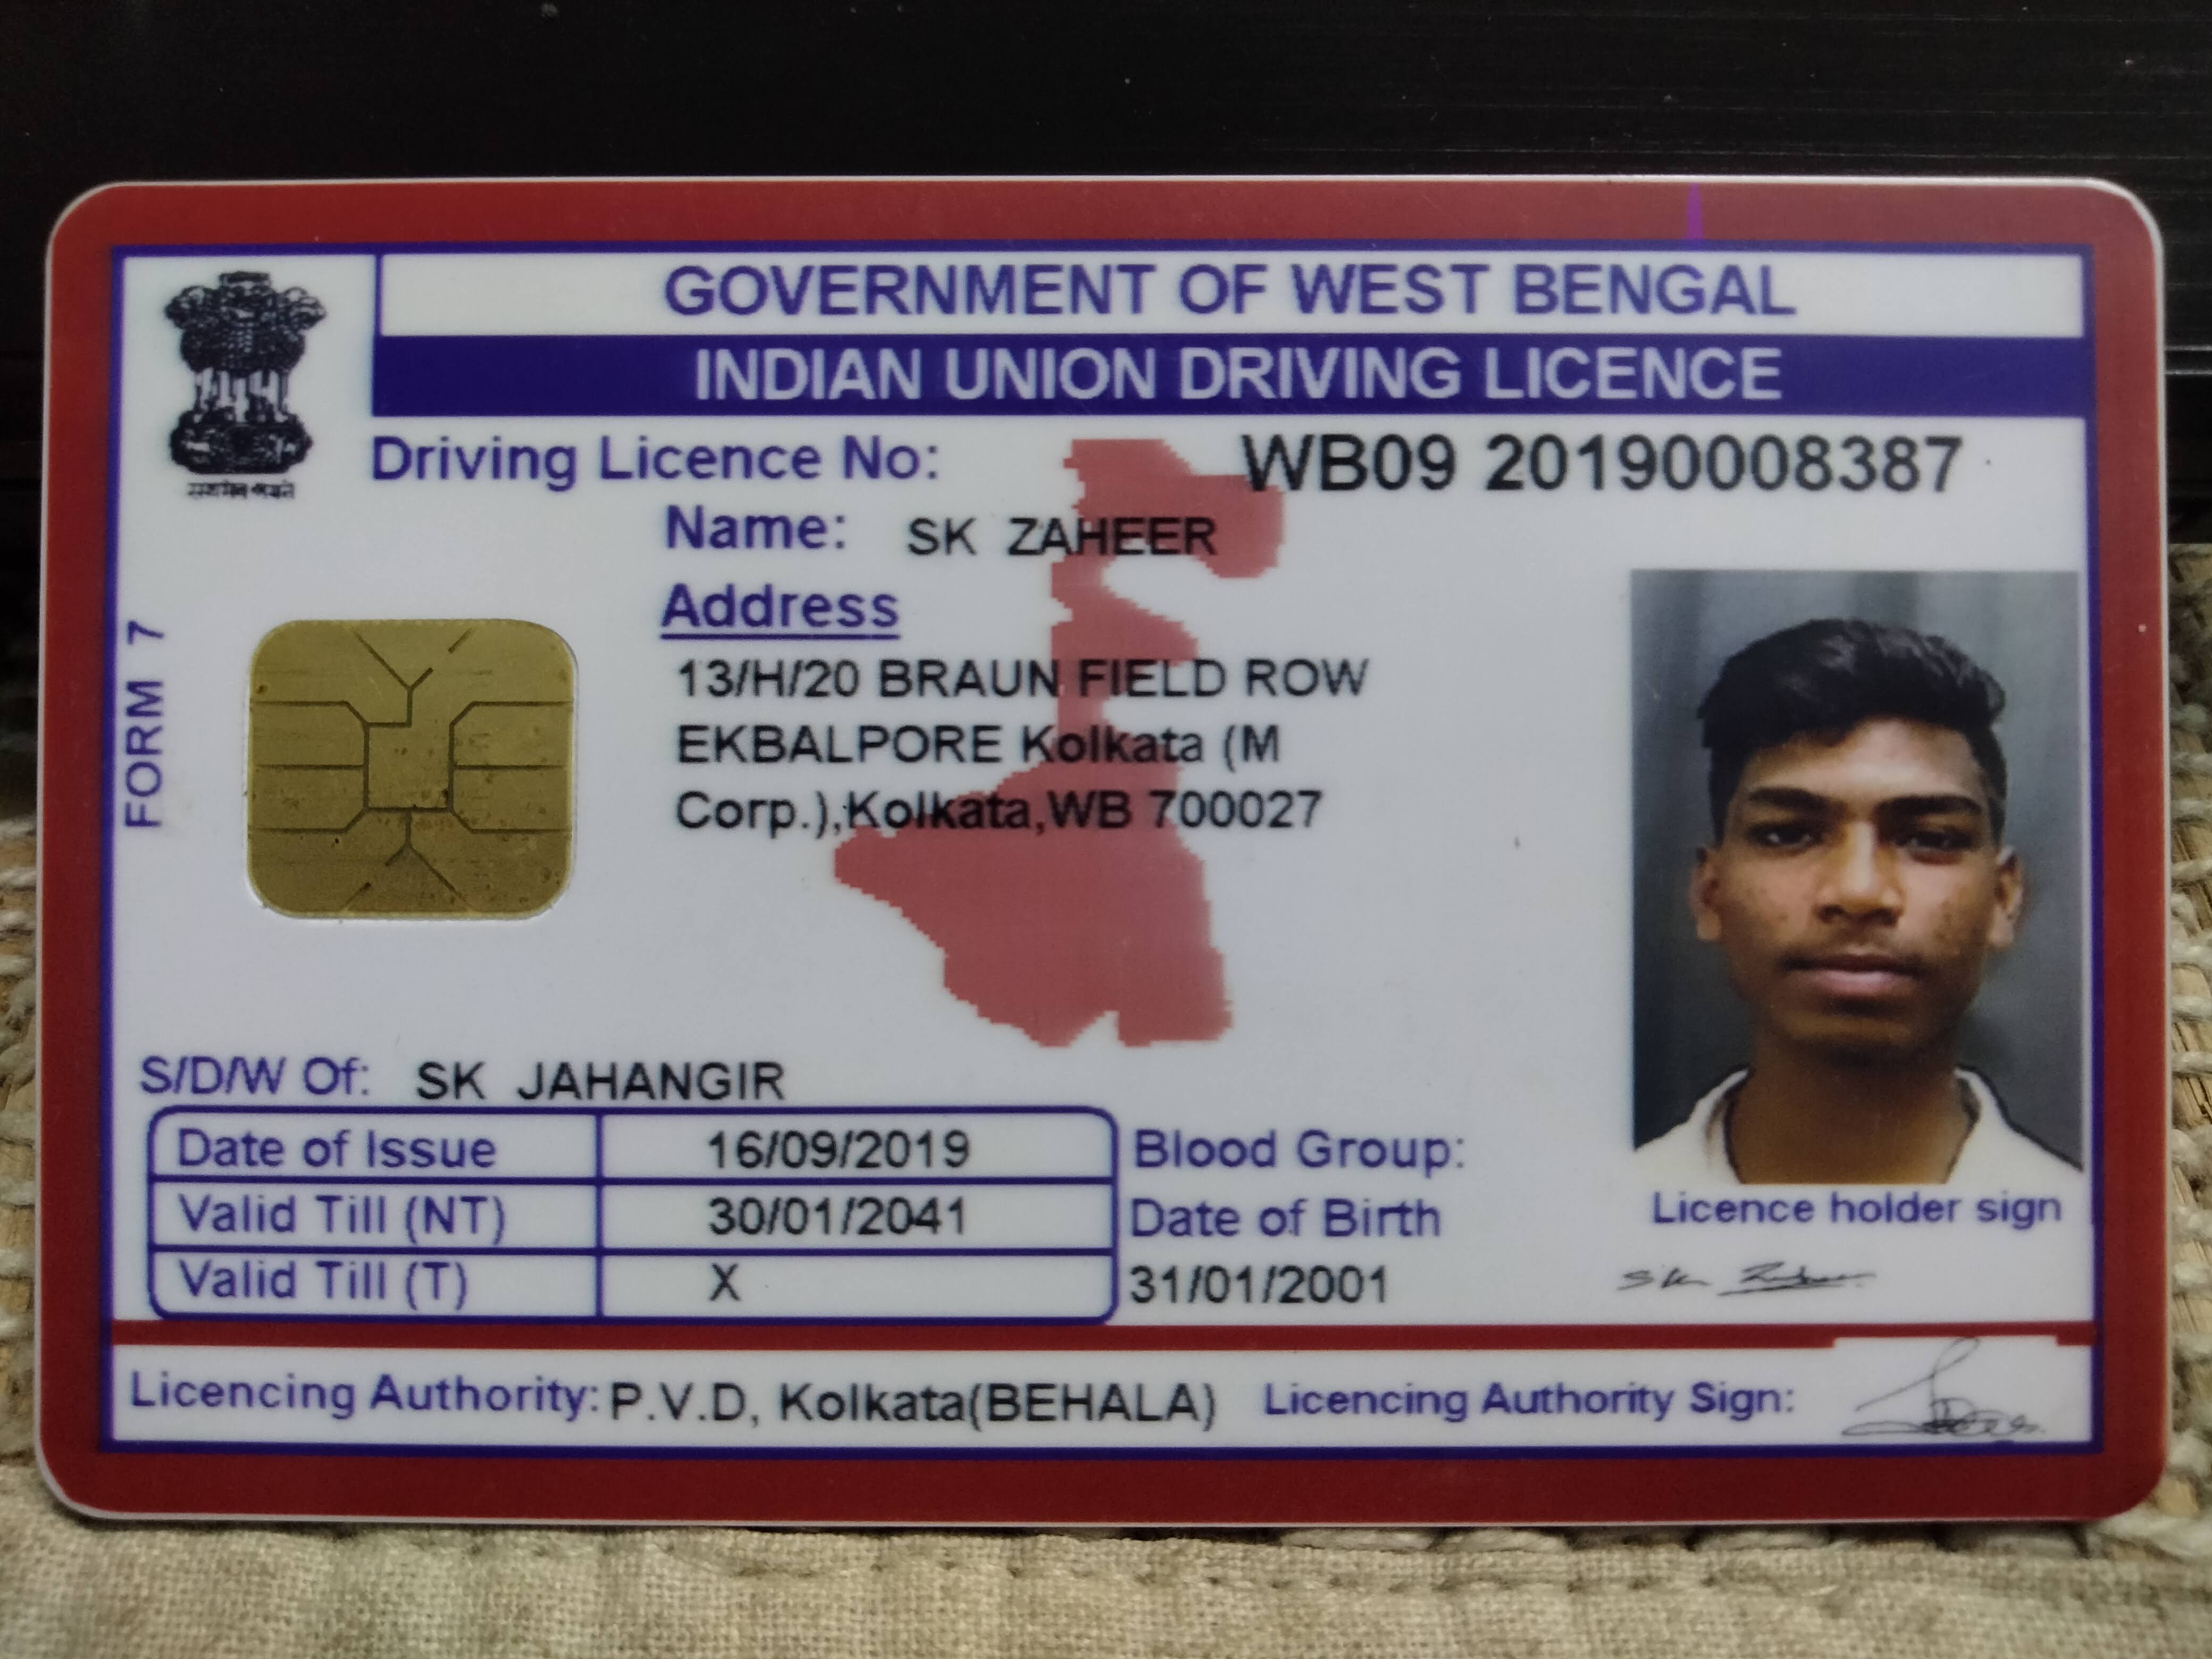 GOVERNMENT OF WEST BENGAL
INDIAN UNION DRIVING LICENCE
सत्यमेव जयते
Driving Licence No: WB09 20190008387
Name: SK ZAHEER
Address
13/H/20 BRAUN FIELD ROW
EKBALPORE Kolkata (M
Corp.),Kolkata,WB 700027
FORM 7
S/D/W Of: SK JAHANGIR
Date of Issue 16/09/2019
Valid Till (NT) 30/01/2041
Valid Till (T) X
Blood Group:
Date of Birth
31/01/2001
Licence holder sign
Sk
Licencing Authority: P.V.D, Kolkata(BEHALA) Licencing Authority Sign: